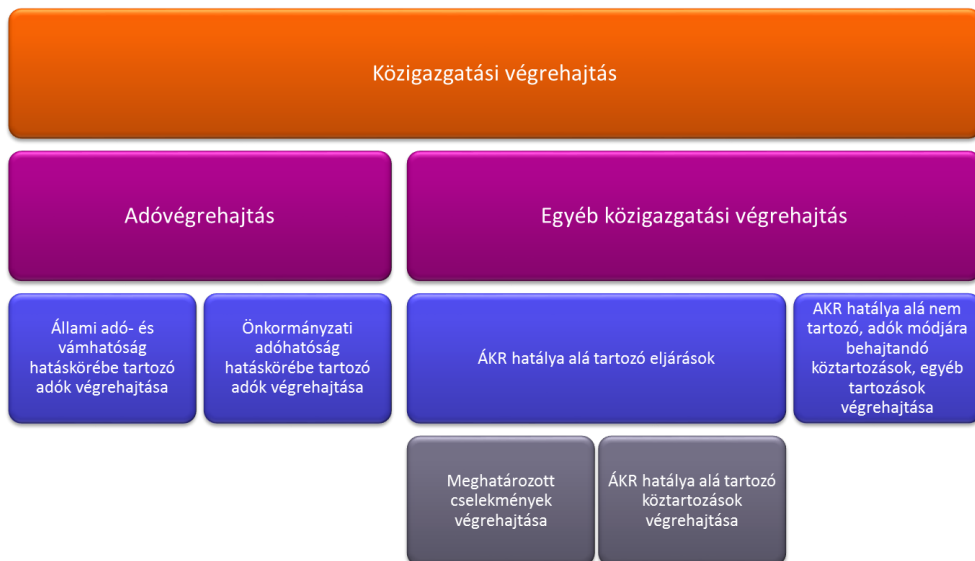 Közigazgatási végrehajtás
Adóvégrehajtás
Egyéb közigazgatási végrehajtás
Állami adó- és
vámhatóság
hatáskörébe tartozó
adók végrehajtása
Önkormányzati
adóhatóság
hatáskörébe tartozó
adók végrehajtása
ÁKR hatálya alá tartozó eljárások
AKR hatálya alá nem
tartozó, adók módjára
behajtandó
köztartozások, egyéb
tartozások
végrehajtása
Meghatározott
cselekmények
végrehajtása
ÁKR hatálya alá tartozó
köztartozások
végrehajtása